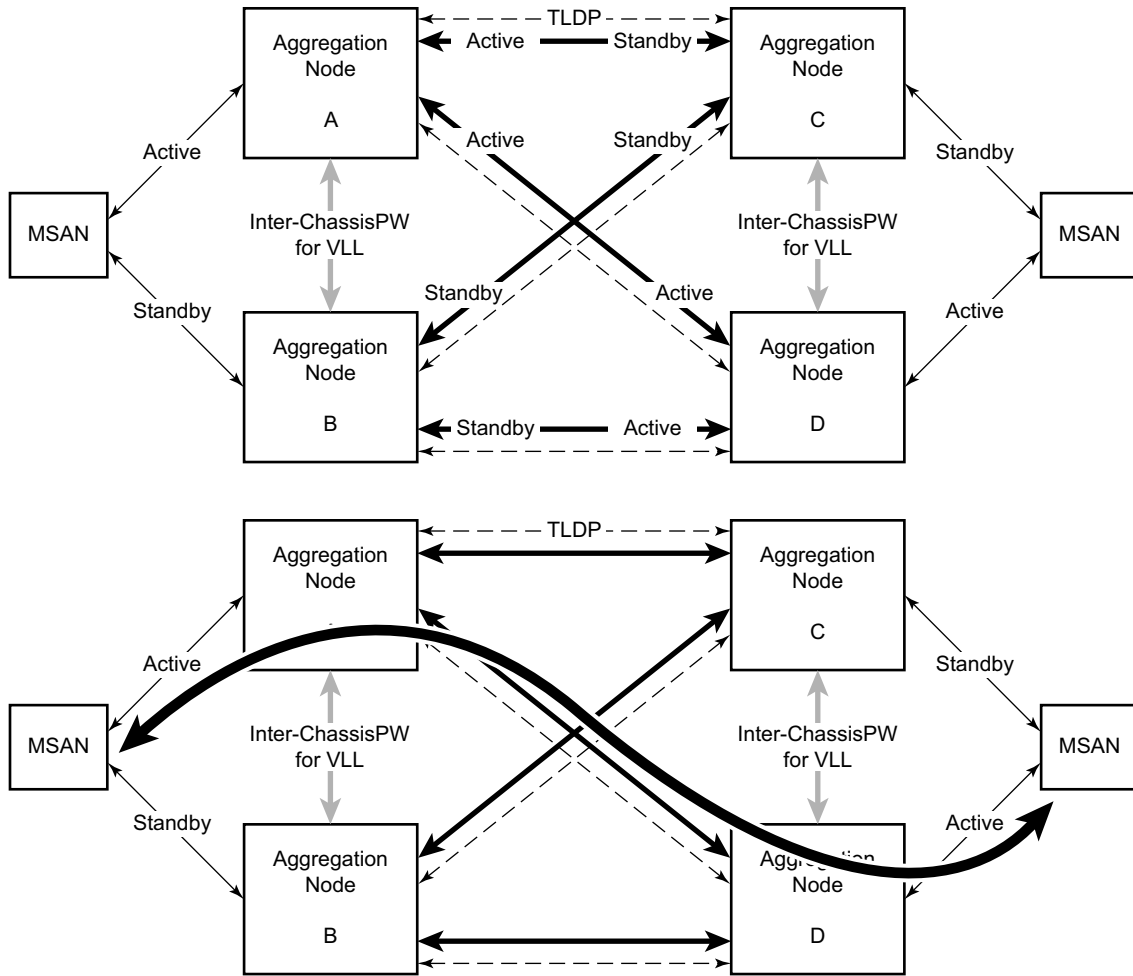 TLDP
Aggregation
Node
A
Active
Standby
Aggregation
Node
C
Active
Active
Standby
Standby
MSAN
Inter-ChassisPW
for VLL
Inter-ChassisPW
for VLL
MSAN
Standby
Standby
Active
Active
Aggregation
Node
B
Aggregation
Node
D
Standby
Active
TLDP
Aggregation
Node
Aggregation
Node
C
Active
Standby
MSAN
Inter-ChassisPW
for VLL
Inter-ChassisPW
for VLL
MSAN
Standby
Active
Aggregation
Node
B
Aggregation
Node
D